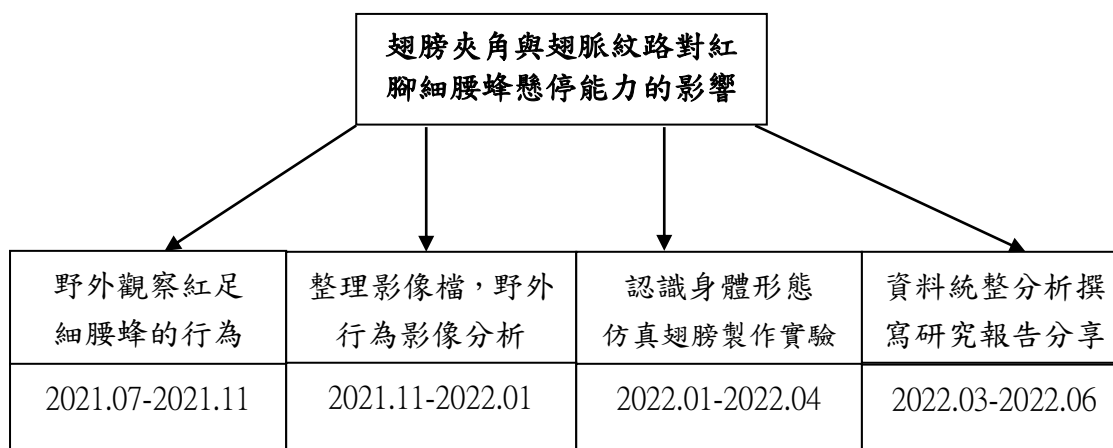 翅膀夾角與翅脈紋路對紅
腳細腰蜂懸停能力的影響
野外觀察紅足
細腰蜂的行為
2021.07-2021.11
整理影像檔，野外
行為影像分析
2021.11-2022.01
認識身體形態
仿真翅膀製作實驗
2022.01-2022.04
資料統整分析撰
寫研究報告分享
2022.03-2022.06